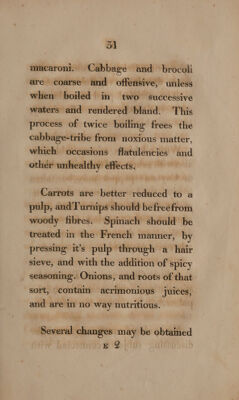 51
macaroni. Cabbage and brocoli
are coarse and offensive, unless
when boiled in two successive
waters and rendered bland. This
process of twice boiling frees the
cabbage-tribe from noxious matter,
which occasions flatulencies and
other unhealthy effects.
Carrots are better reduced to a
pulp, and Turnips should be free from
woody fibres. Spinach should be
treated in the French manner, by
pressing it's pulp through a hair
sieve, and with the addition of spicy
seasoning. Onions, and roots of that
sort, contain acrimonious juices,
and are in no way nutritious.
Several changes may be obtained
E 2